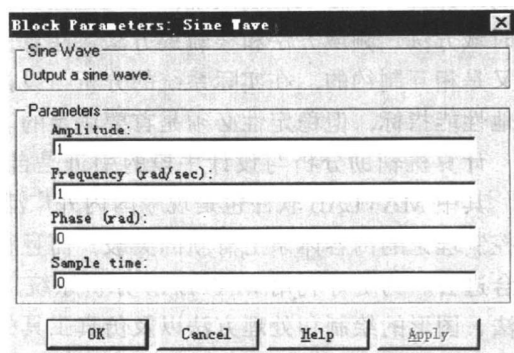 Block Parameters: Sine Wave
Sine Wave
Output a sine wave.
Parameters
Amplitude:
1
Frequency (rad/sec):
1
Phase (rad):
0
Sample time:
0
OK Cancel Help Apply